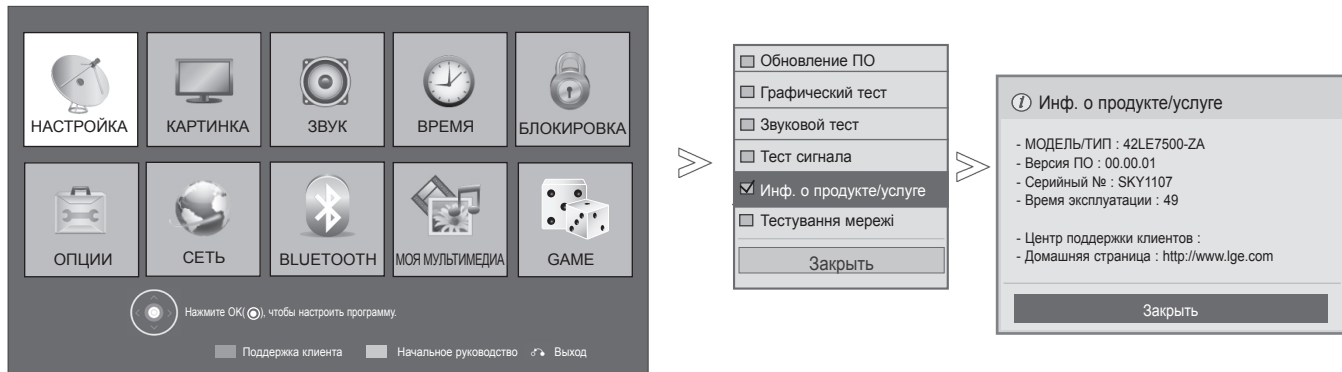 НАСТРОЙКА
КАРТИНКА
ЗВУК
ВРЕМЯ
БЛОКИРОВКА
ОПЦИИ
СЕТЬ
BLUETOOTH
МОЯ МУЛЬТИМЕДИА
GAME
Нажмите OK(◉), чтобы настроить программу.
Поддержка клиента
Начальное руководство
Выход
Обновление ПО
Графический тест
Звуковой тест
Тест сигнала
Инф. о продукте/услуге
Тестування мережі
Закрыть
Инф. о продукте/услуге
- МОДЕЛЬ/ТИП : 42LE7500-ZA
- Версия ПО : 00.00.01
- Серийный № : SKY1107
- Время эксплуатации : 49
- Центр поддержки клиентов :
- Домашняя страница : http://www.lge.com
Закрыть